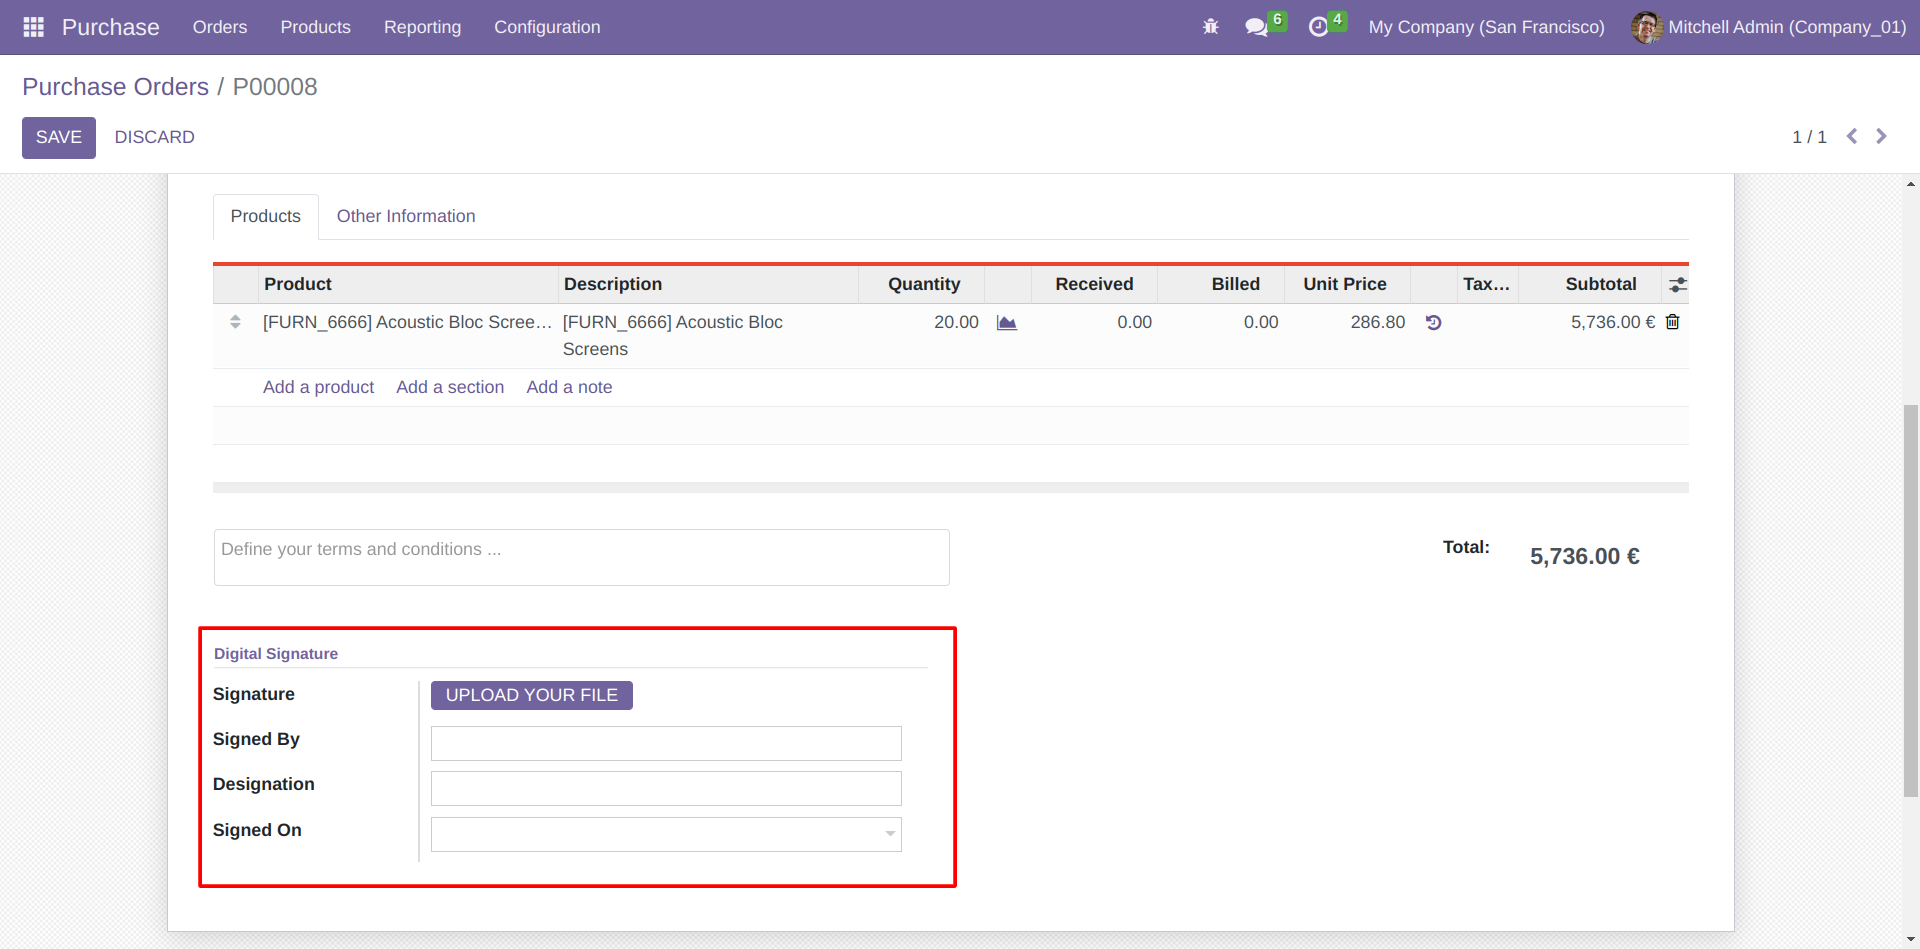 Purchase Orders Products Reporting Configuration 6 4 My Company (San Francisco) Mitchell Admin (Company_01)
Purchase Orders / P00008
SAVE DISCARD 1 / 1
Products Other Information
Product Description Quantity Received Billed Unit Price Tax... Subtotal
[FURN_6666] Acoustic Bloc Scree... [FURN_6666] Acoustic Bloc 20.00 0.00 0.00 286.80 5,736.00 €
Screens
Add a product Add a section Add a note
Define your terms and conditions ... Total: 5,736.00 €
Digital Signature
Signature UPLOAD YOUR FILE
Signed By
Designation
Signed On